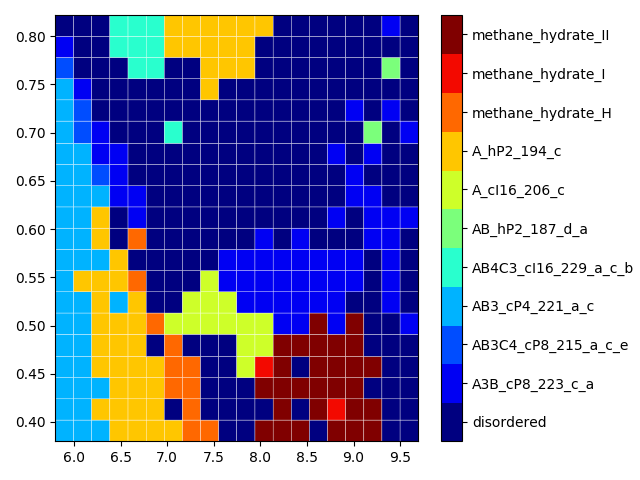 0.80
0.75
0.70
0.65
0.60
0.55
0.50
0.45
0.40
6.0 6.5 7.0 7.5 8.0 8.5 9.0 9.5
methane_hydrate_II
methane_hydrate_I
methane_hydrate_H
A_hP2_194_c
A_cI16_206_c
AB_hP2_187_d_a
AB4C3_cI16_229_a_c_b
AB3_cP4_221_a_c
AB3C4_cP8_215_a_c_e
A3B_cP8_223_c_a
disordered